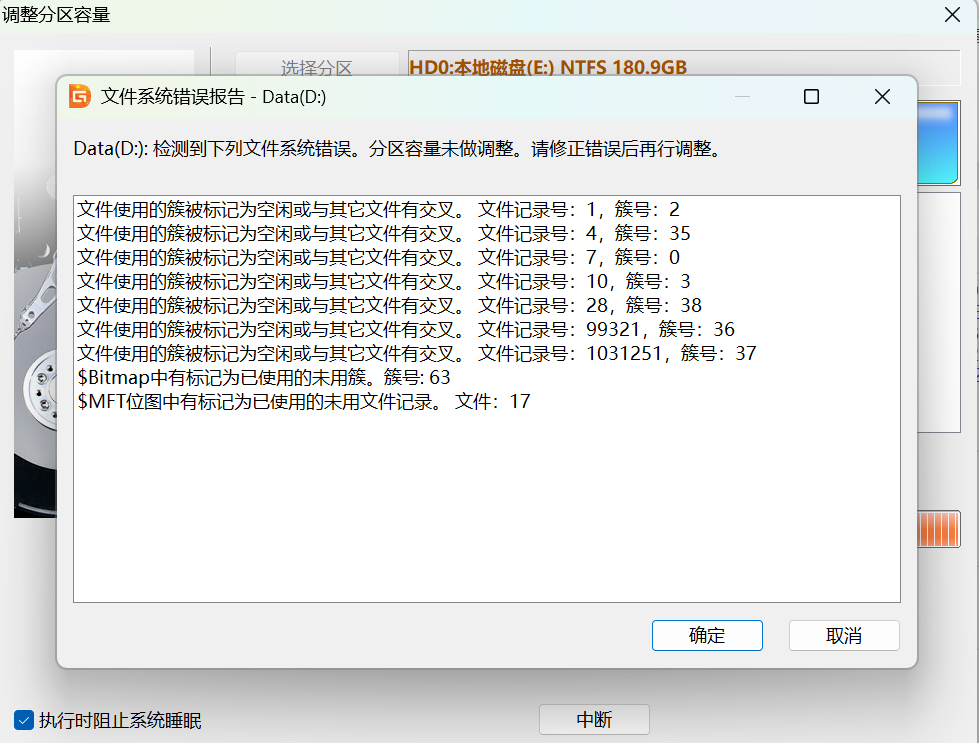 调整分区容量
选择分区
HD0:本地磁盘(E:) NTFS 180.9GB
文件系统错误报告 - Data(D:)
Data(D:): 检测到下列文件系统错误。分区容量未做调整。请修正错误后再行调整。
文件使用的簇被标记为空闲或与其它文件有交叉。 文件记录号：1，簇号：2
文件使用的簇被标记为空闲或与其它文件有交叉。 文件记录号：4，簇号：35
文件使用的簇被标记为空闲或与其它文件有交叉。 文件记录号：7，簇号：0
文件使用的簇被标记为空闲或与其它文件有交叉。 文件记录号：10，簇号：3
文件使用的簇被标记为空闲或与其它文件有交叉。 文件记录号：28，簇号：38
文件使用的簇被标记为空闲或与其它文件有交叉。 文件记录号：99321，簇号：36
文件使用的簇被标记为空闲或与其它文件有交叉。 文件记录号：1031251，簇号：37
$Bitmap中有标记为已使用的未用簇。簇号: 63
$MFT位图中有标记为已使用的未用文件记录。 文件：17
确定
取消
执行时阻止系统睡眠
中断